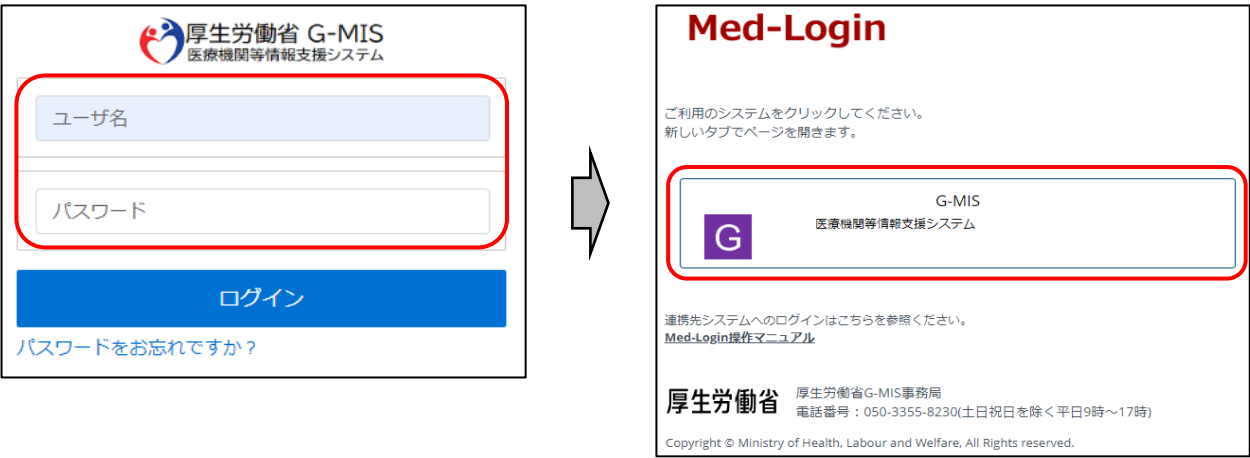 厚生労働省 G-MIS
医療機関等情報支援システム
ユーザ名
パスワード
ログイン
パスワードをお忘れですか？
Med-Login
ご利用のシステムをクリックしてください。
新しいタブでページを開きます。
G-MIS
医療機関等情報支援システム
G
連携先システムへのログインはこちらを参照ください。
Med-Login操作マニュアル
厚生労働省
厚生労働省G-MIS事務局
電話番号：050-3355-8230(土日祝日を除く平日9時～17時)
Copyright © Ministry of Health, Labour and Welfare, All Rights reserved.